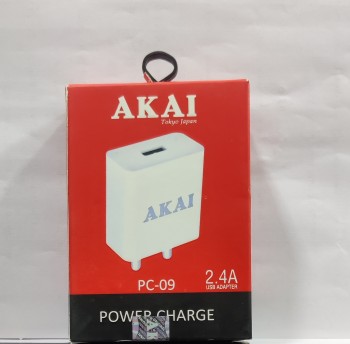 AKAI
Tokyo Japan
AKAI
PC-09
2.4A
USB ADAPTER
POWER CHARGE